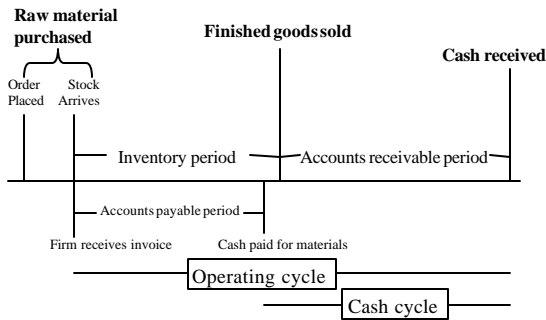 Raw material
purchased
Finished goods sold
Cash received
Order
Placed
Stock
Arrives
Inventory period
Accounts receivable period
Accounts payable period
Firm receives invoice
Cash paid for materials
Operating cycle
Cash cycle